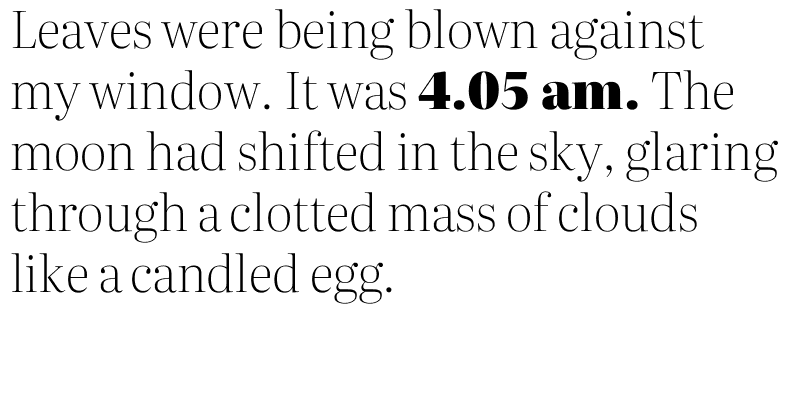 Leaves were being blown against
my window. It was 4.05 am. The
moon had shifted in the sky, glaring
through a clotted mass of clouds
like a candled egg.